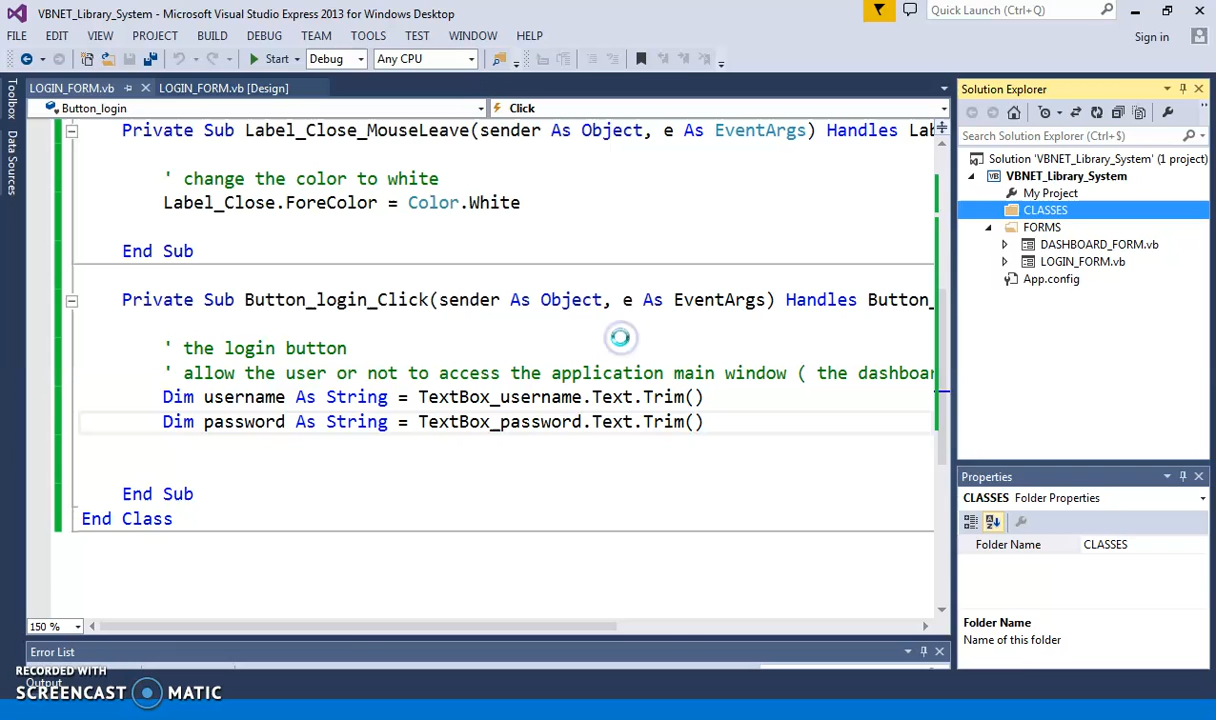 VBNET_Library_System - Microsoft Visual Studio Express 2013 for Windows Desktop
Quick Launch (Ctrl+Q)
FILE EDIT VIEW PROJECT BUILD DEBUG TEAM TOOLS TEST WINDOW HELP
Sign in
Start Debug Any CPU
Toolbox
Data Sources
LOGIN_FORM.vb LOGIN_FORM.vb [Design]
Button_login Click
Private Sub Label_Close_MouseLeave(sender As Object, e As EventArgs) Handles Lab
' change the color to white
Label_Close.ForeColor = Color.White
End Sub
Private Sub Button_login_Click(sender As Object, e As EventArgs) Handles Button_
' the login button
' allow the user or not to access the application main window ( the dashboar
Dim username As String = TextBox_username.Text.Trim()
Dim password As String = TextBox_password.Text.Trim()
End Sub
End Class
150 %
Error List
Output
RECORDED WITH
SCREENCAST MATIC
Solution Explorer
Search Solution Explorer (Ctrl+$)
Solution 'VBNET_Library_System' (1 project)
VB VBNET_Library_System
My Project
CLASSES
FORMS
DASHBOARD_FORM.vb
LOGIN_FORM.vb
App.config
Properties
CLASSES Folder Properties
Folder Name CLASSES
Folder Name
Name of this folder